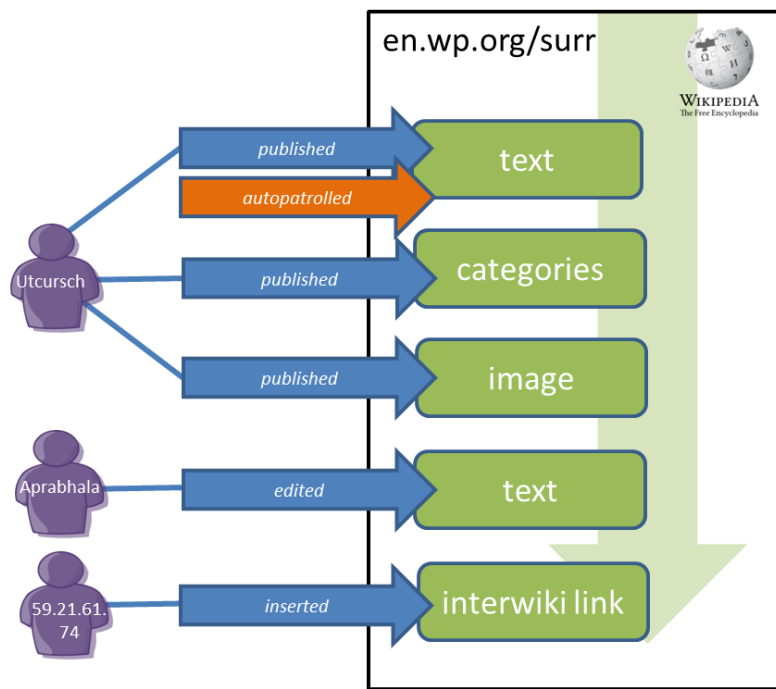 en.wp.org/surr
WIKIPEDIA
The Free Encyclopedia
published
text
autopatrolled
Utcursch
published
categories
published
image
Aprabhala
edited
text
59.21.61.
74
inserted
interwiki link